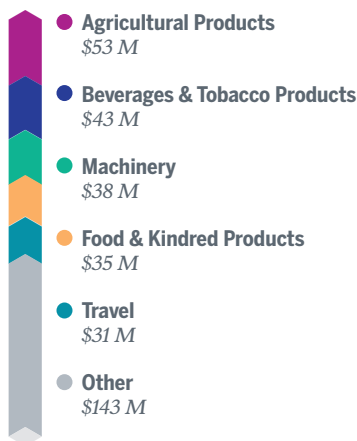 Agricultural Products
$53 M
Beverages & Tobacco Products
$43 M
Machinery
$38 M
Food & Kindred Products
$35 M
Travel
$31 M
Other
$143 M